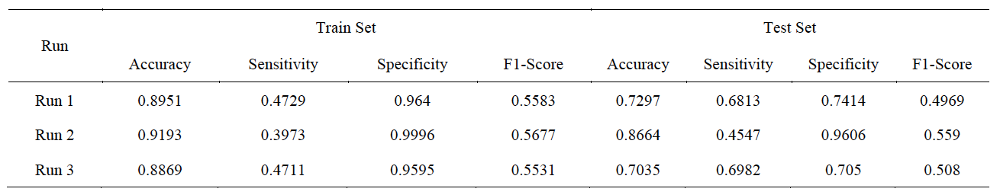 Run Train Set Test Set
Accuracy Sensitivity Specificity F1-Score Accuracy Sensitivity Specificity F1-Score
Run 1 0.8951 0.4729 0.964 0.5583 0.7297 0.6813 0.7414 0.4969
Run 2 0.9193 0.3973 0.9996 0.5677 0.8664 0.4547 0.9606 0.559
Run 3 0.8869 0.4711 0.9595 0.5531 0.7035 0.6982 0.705 0.508